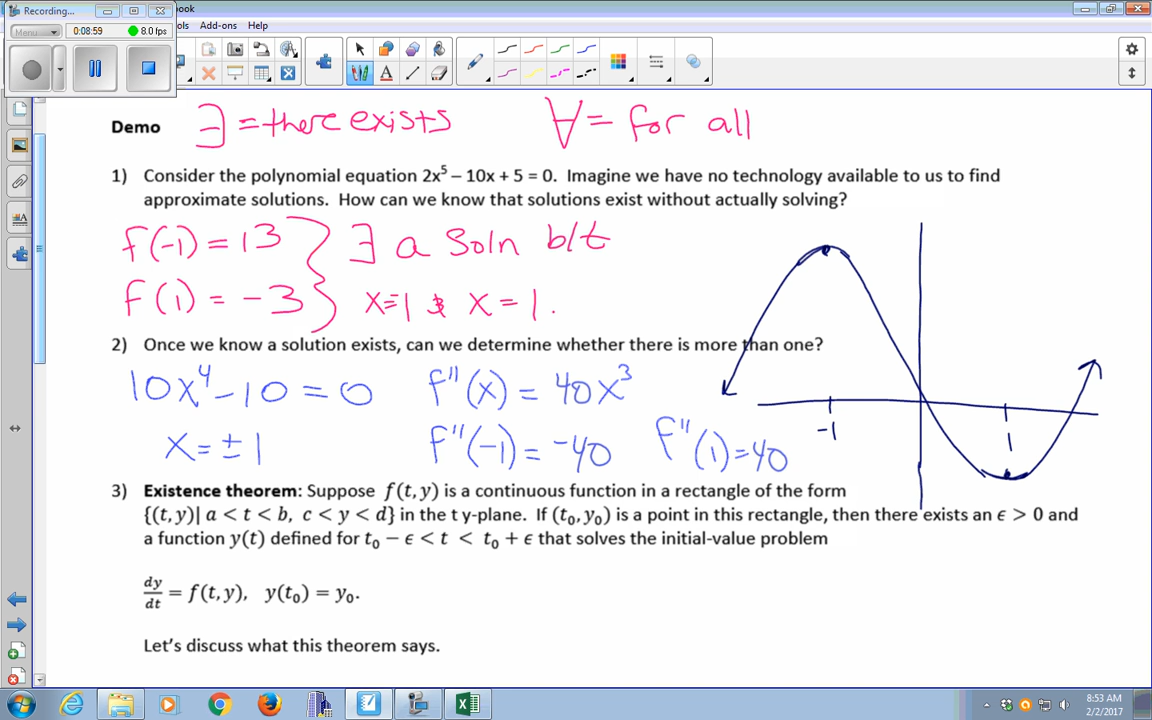 Recording...
ook
Menu
0:08:59
8.0 fps
ols Add-ons Help
Demo ∃ = there exists ∀ = for all
1) Consider the polynomial equation 2x⁵ – 10x + 5 = 0. Imagine we have no technology available to us to find
approximate solutions. How can we know that solutions exist without actually solving?
f(-1) = 13 } ∃ a soln b/t
f(1) = -3 } x=-1 & x = 1.
2) Once we know a solution exists, can we determine whether there is more than one?
10x⁴ - 10 = 0 f"(x) = 40x³
x = ± 1 f"(-1) = -40 f"(1) = 40
-1 1
3) Existence theorem: Suppose f(t, y) is a continuous function in a rectangle of the form
{(t, y)| a < t < b, c < y < d} in the t y-plane. If (t₀, y₀) is a point in this rectangle, then there exists an ϵ > 0 and
a function y(t) defined for t₀ − ϵ < t < t₀ + ϵ that solves the initial-value problem
dy/dt = f(t, y), y(t₀) = y₀.
Let's discuss what this theorem says.
8:53 AM
2/2/2017